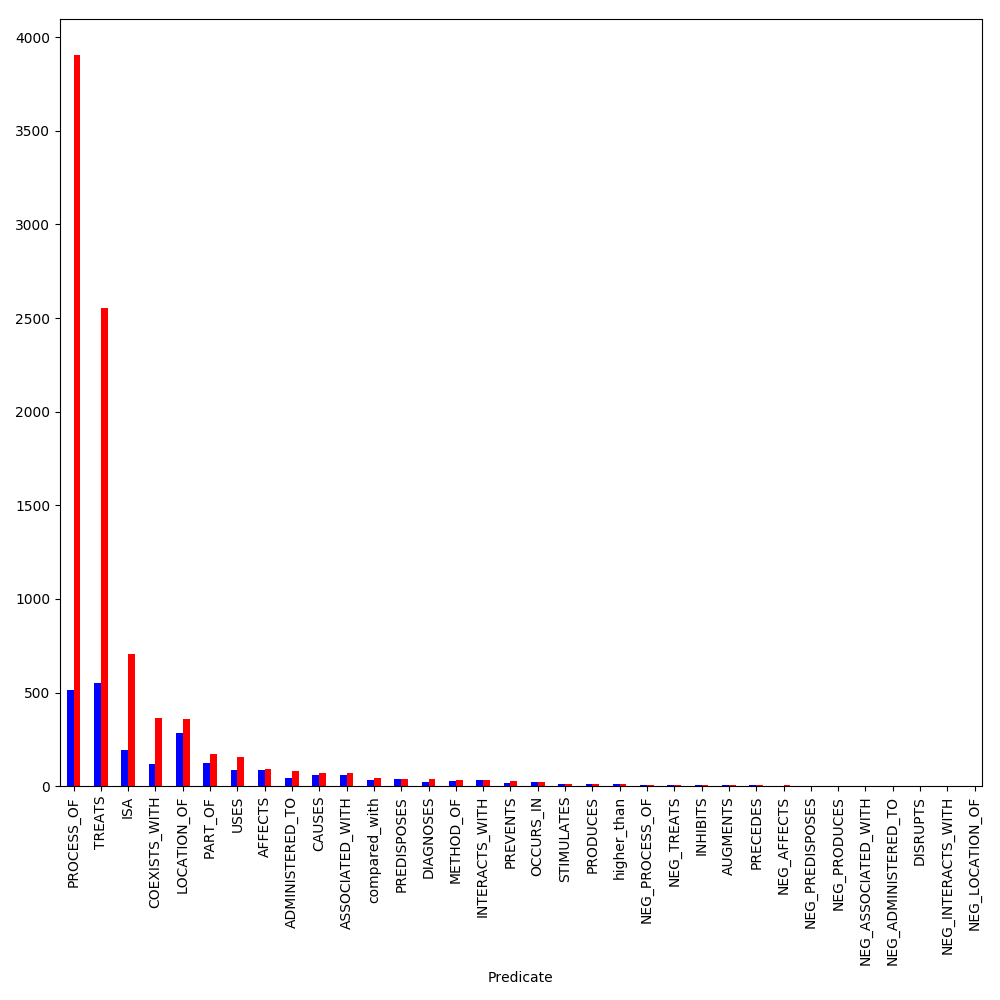 4000
3500
3000
2500
2000
1500
1000
500
0
PROCESS_OF
TREATS
ISA
COEXISTS_WITH
LOCATION_OF
PART_OF
USES
AFFECTS
ADMINISTERED_TO
CAUSES
ASSOCIATED_WITH
compared_with
PREDISPOSES
DIAGNOSES
METHOD_OF
INTERACTS_WITH
PREVENTS
OCCURS_IN
STIMULATES
PRODUCES
higher_than
NEG_PROCESS_OF
NEG_TREATS
INHIBITS
AUGMENTS
PRECEDES
NEG_AFFECTS
NEG_PREDISPOSES
NEG_PRODUCES
NEG_ASSOCIATED_WITH
NEG_ADMINISTERED_TO
DISRUPTS
NEG_INTERACTS_WITH
NEG_LOCATION_OF
Predicate